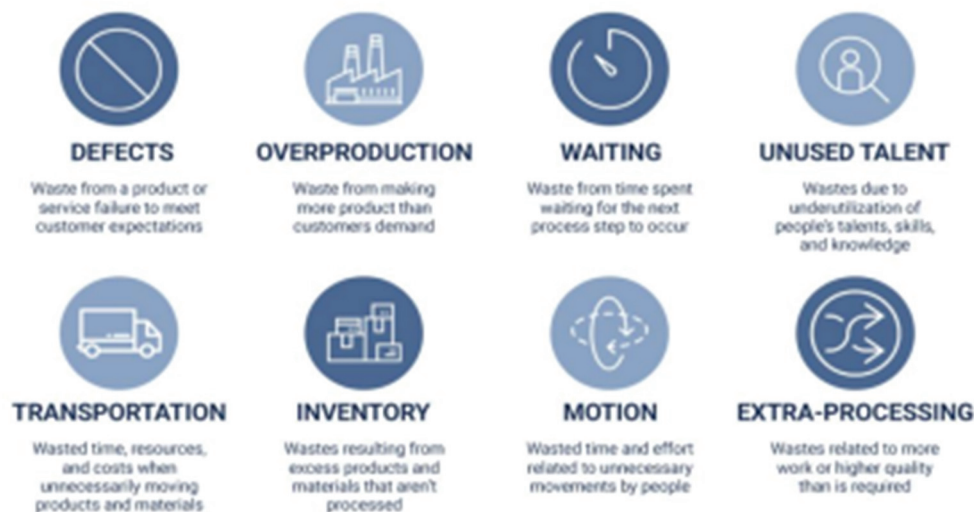 DEFECTS
Waste from a product or
service failure to meet
customer expectations
OVERPRODUCTION
Waste from making
more product than
customers demand
WAITING
Waste from time spent
waiting for the next
process step to occur
UNUSED TALENT
Wastes due to
underutilization of
people's talents, skills,
and knowledge
TRANSPORTATION
Wasted time, resources,
and costs when
unnecessarily moving
products and materials
INVENTORY
Wastes resulting from
excess products and
materials that aren't
processed
MOTION
Wasted time and effort
related to unnecessary
movements by people
EXTRA-PROCESSING
Wastes related to more
work or higher quality
than is required